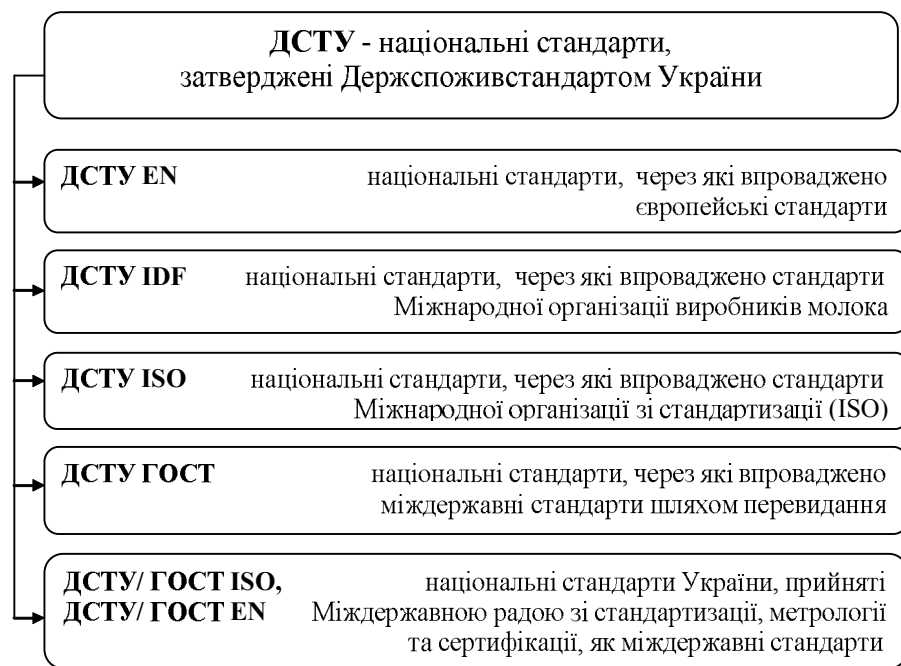 ДСТУ - національні стандарти,
затверджені Держспоживстандартом України
ДСТУ EN національні стандарти, через які впроваджено
європейські стандарти
ДСТУ IDF національні стандарти, через які впроваджено стандарти
Міжнародної організації виробників молока
ДСТУ ISO національні стандарти, через які впроваджено стандарти
Міжнародної організації зі стандартизації (ISO)
ДСТУ ГОСТ національні стандарти, через які впроваджено
міждержавні стандарти шляхом перевидання
ДСТУ/ ГОСТ ISO, національні стандарти України, прийняті
ДСТУ/ ГОСТ EN Міждержавною радою зі стандартизації, метрології
та сертифікації, як міждержавні стандарти